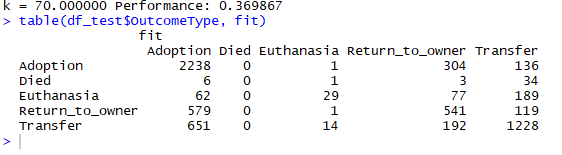 k = 70.000000 Performance: 0.369867
> table(df_test$OutcomeType, fit)
fit
Adoption Died Euthanasia Return_to_owner Transfer
Adoption 2238 0 1 304 136
Died 6 0 1 3 34
Euthanasia 62 0 29 77 189
Return_to_owner 579 0 1 541 119
Transfer 651 0 14 192 1228
>